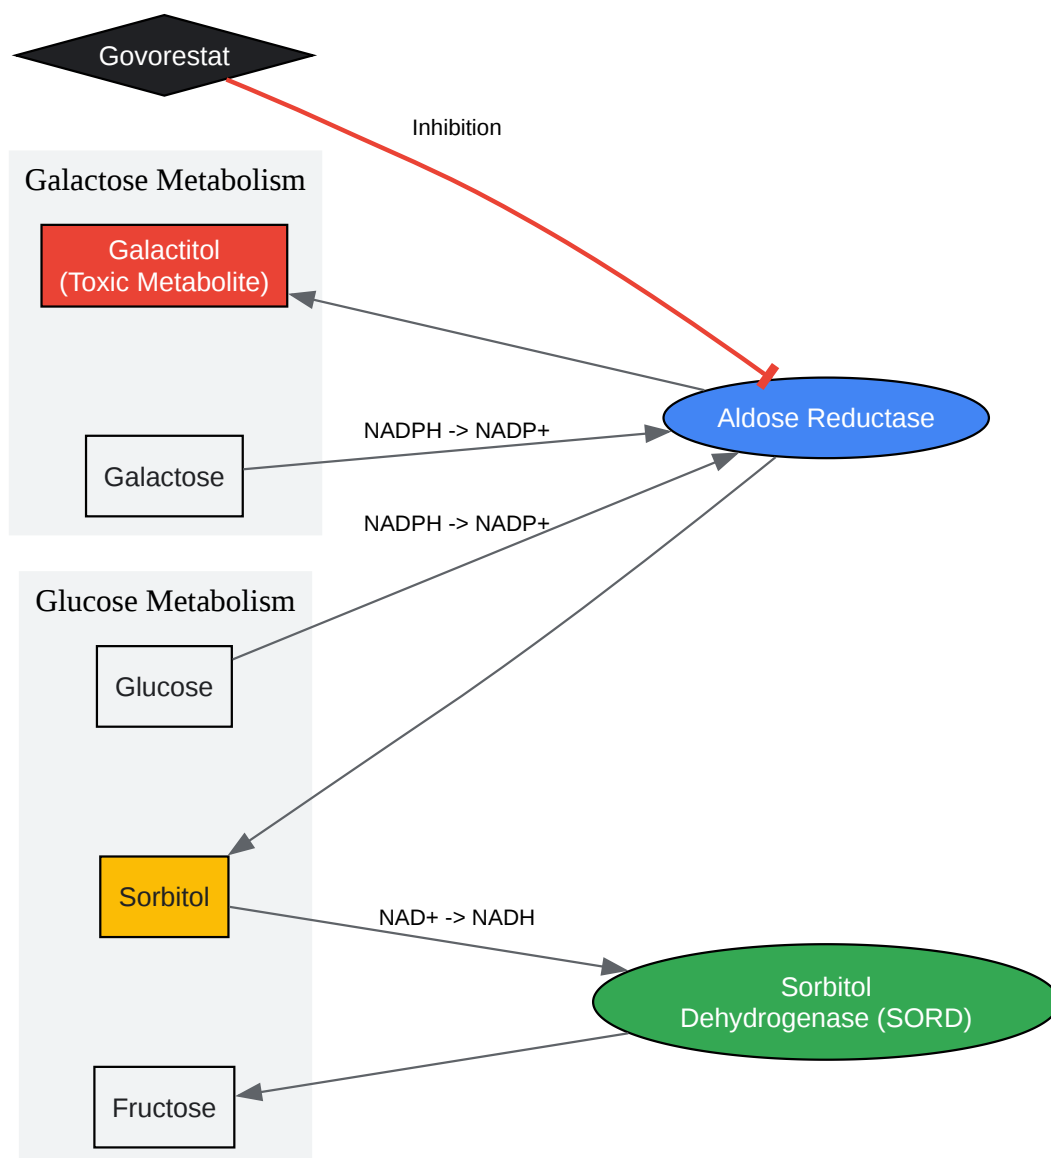 Govorestat
Inhibition
Galactose Metabolism
Galactitol
(Toxic Metabolite)
Aldose Reductase
NADPH -> NADP+
Galactose
NADPH -> NADP+
Glucose Metabolism
Glucose
Sorbitol
NAD+ -> NADH
Sorbitol
Dehydrogenase (SORD)
Fructose